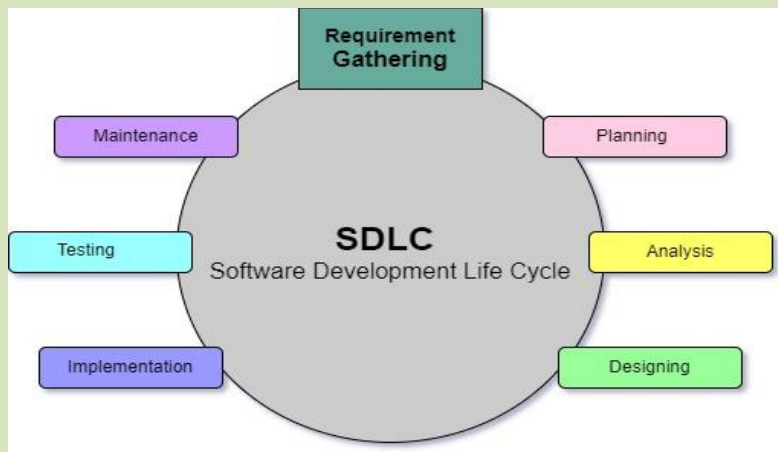 Requirement
Gathering
Maintenance
Planning
SDLC
Software Development Life Cycle
Testing
Analysis
Implementation
Designing